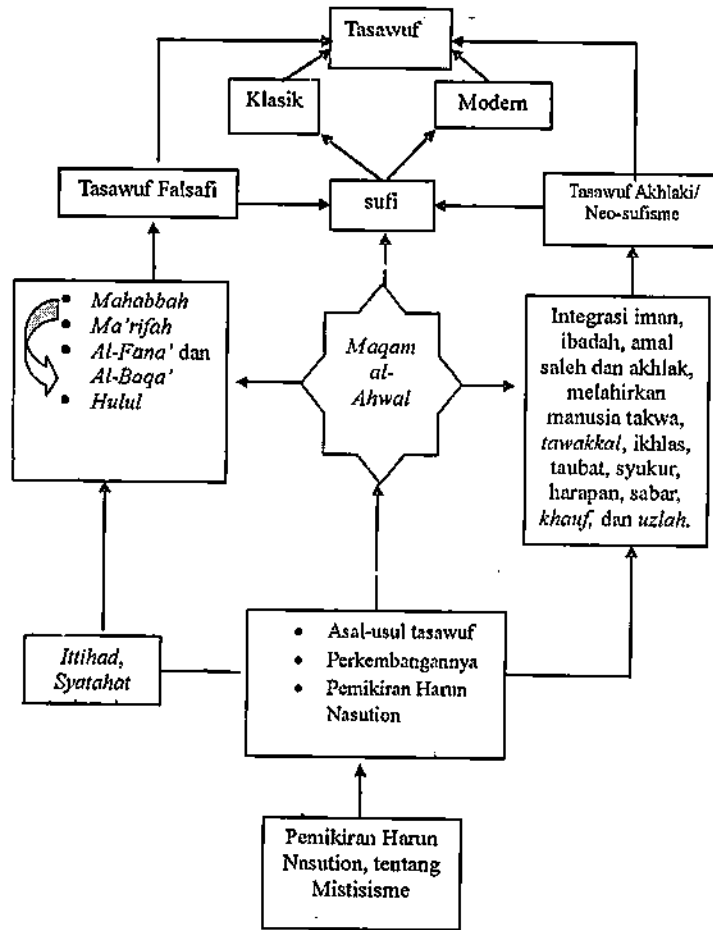 Tasawuf
Klasik
Modern
Tasawuf Falsafi
sufi
Tasawuf Akhlaki/
Neo-sufisme
• Mahabbah
• Ma'rifah
• Al-Fana' dan
Al-Baqa'
• Hulul
Maqam
al-
Ahwal
Integrasi iman,
ibadah, amal
saleh dan akhlak,
melahirkan
manusia takwa,
tawakkal, ikhlas,
taubat, syukur,
harapan, sabar,
khauf, dan uzlah.
Ittihad,
Syatahat
• Asal-usul tasawuf
• Perkembangannya
• Pemikiran Harun
Nasution
Pemikiran Harun
Nasution, tentang
Mistisisme